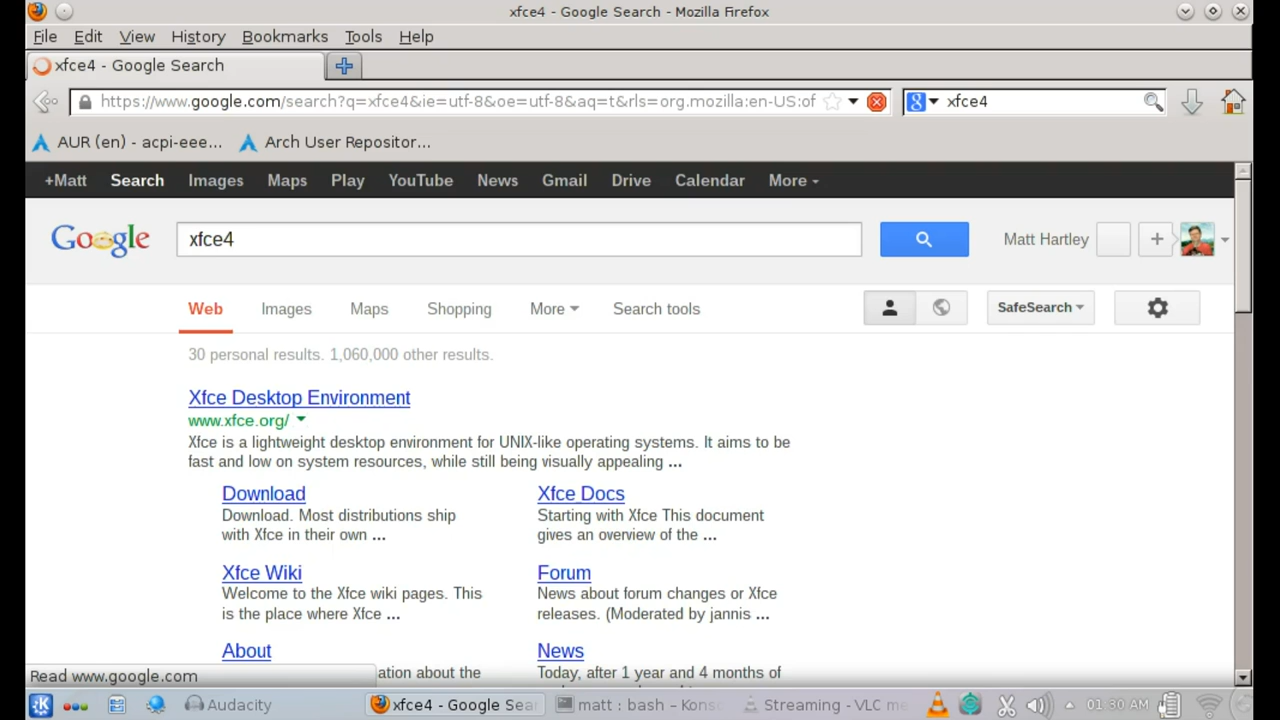 xfce4 - Google Search - Mozilla Firefox
File Edit View History Bookmarks Tools Help
xfce4 - Google Search
https://www.google.com/search?q=xfce4&ie=utf-8&oe=utf-8&aq=t&rls=org.mozilla:en-US:of
xfce4
AUR (en) - acpi-eee... Arch User Repositor...
+Matt Search Images Maps Play YouTube News Gmail Drive Calendar More
Google xfce4 Matt Hartley
Web Images Maps Shopping More Search tools SafeSearch
30 personal results. 1,060,000 other results.
Xfce Desktop Environment
www.xfce.org/
Xfce is a lightweight desktop environment for UNIX-like operating systems. It aims to be
fast and low on system resources, while still being visually appealing ...
Download
Download. Most distributions ship
with Xfce in their own ...
Xfce Docs
Starting with Xfce This document
gives an overview of the ...
Xfce Wiki
Welcome to the Xfce wiki pages. This
is the place where Xfce ...
Forum
News about forum changes or Xfce
releases. (Moderated by jannis ...
About
ation about the
News
Today, after 1 year and 4 months of
Read www.google.com
Audacity xfce4 - Google Sear matt : bash – Kons Streaming - VLC me 01:30 AM